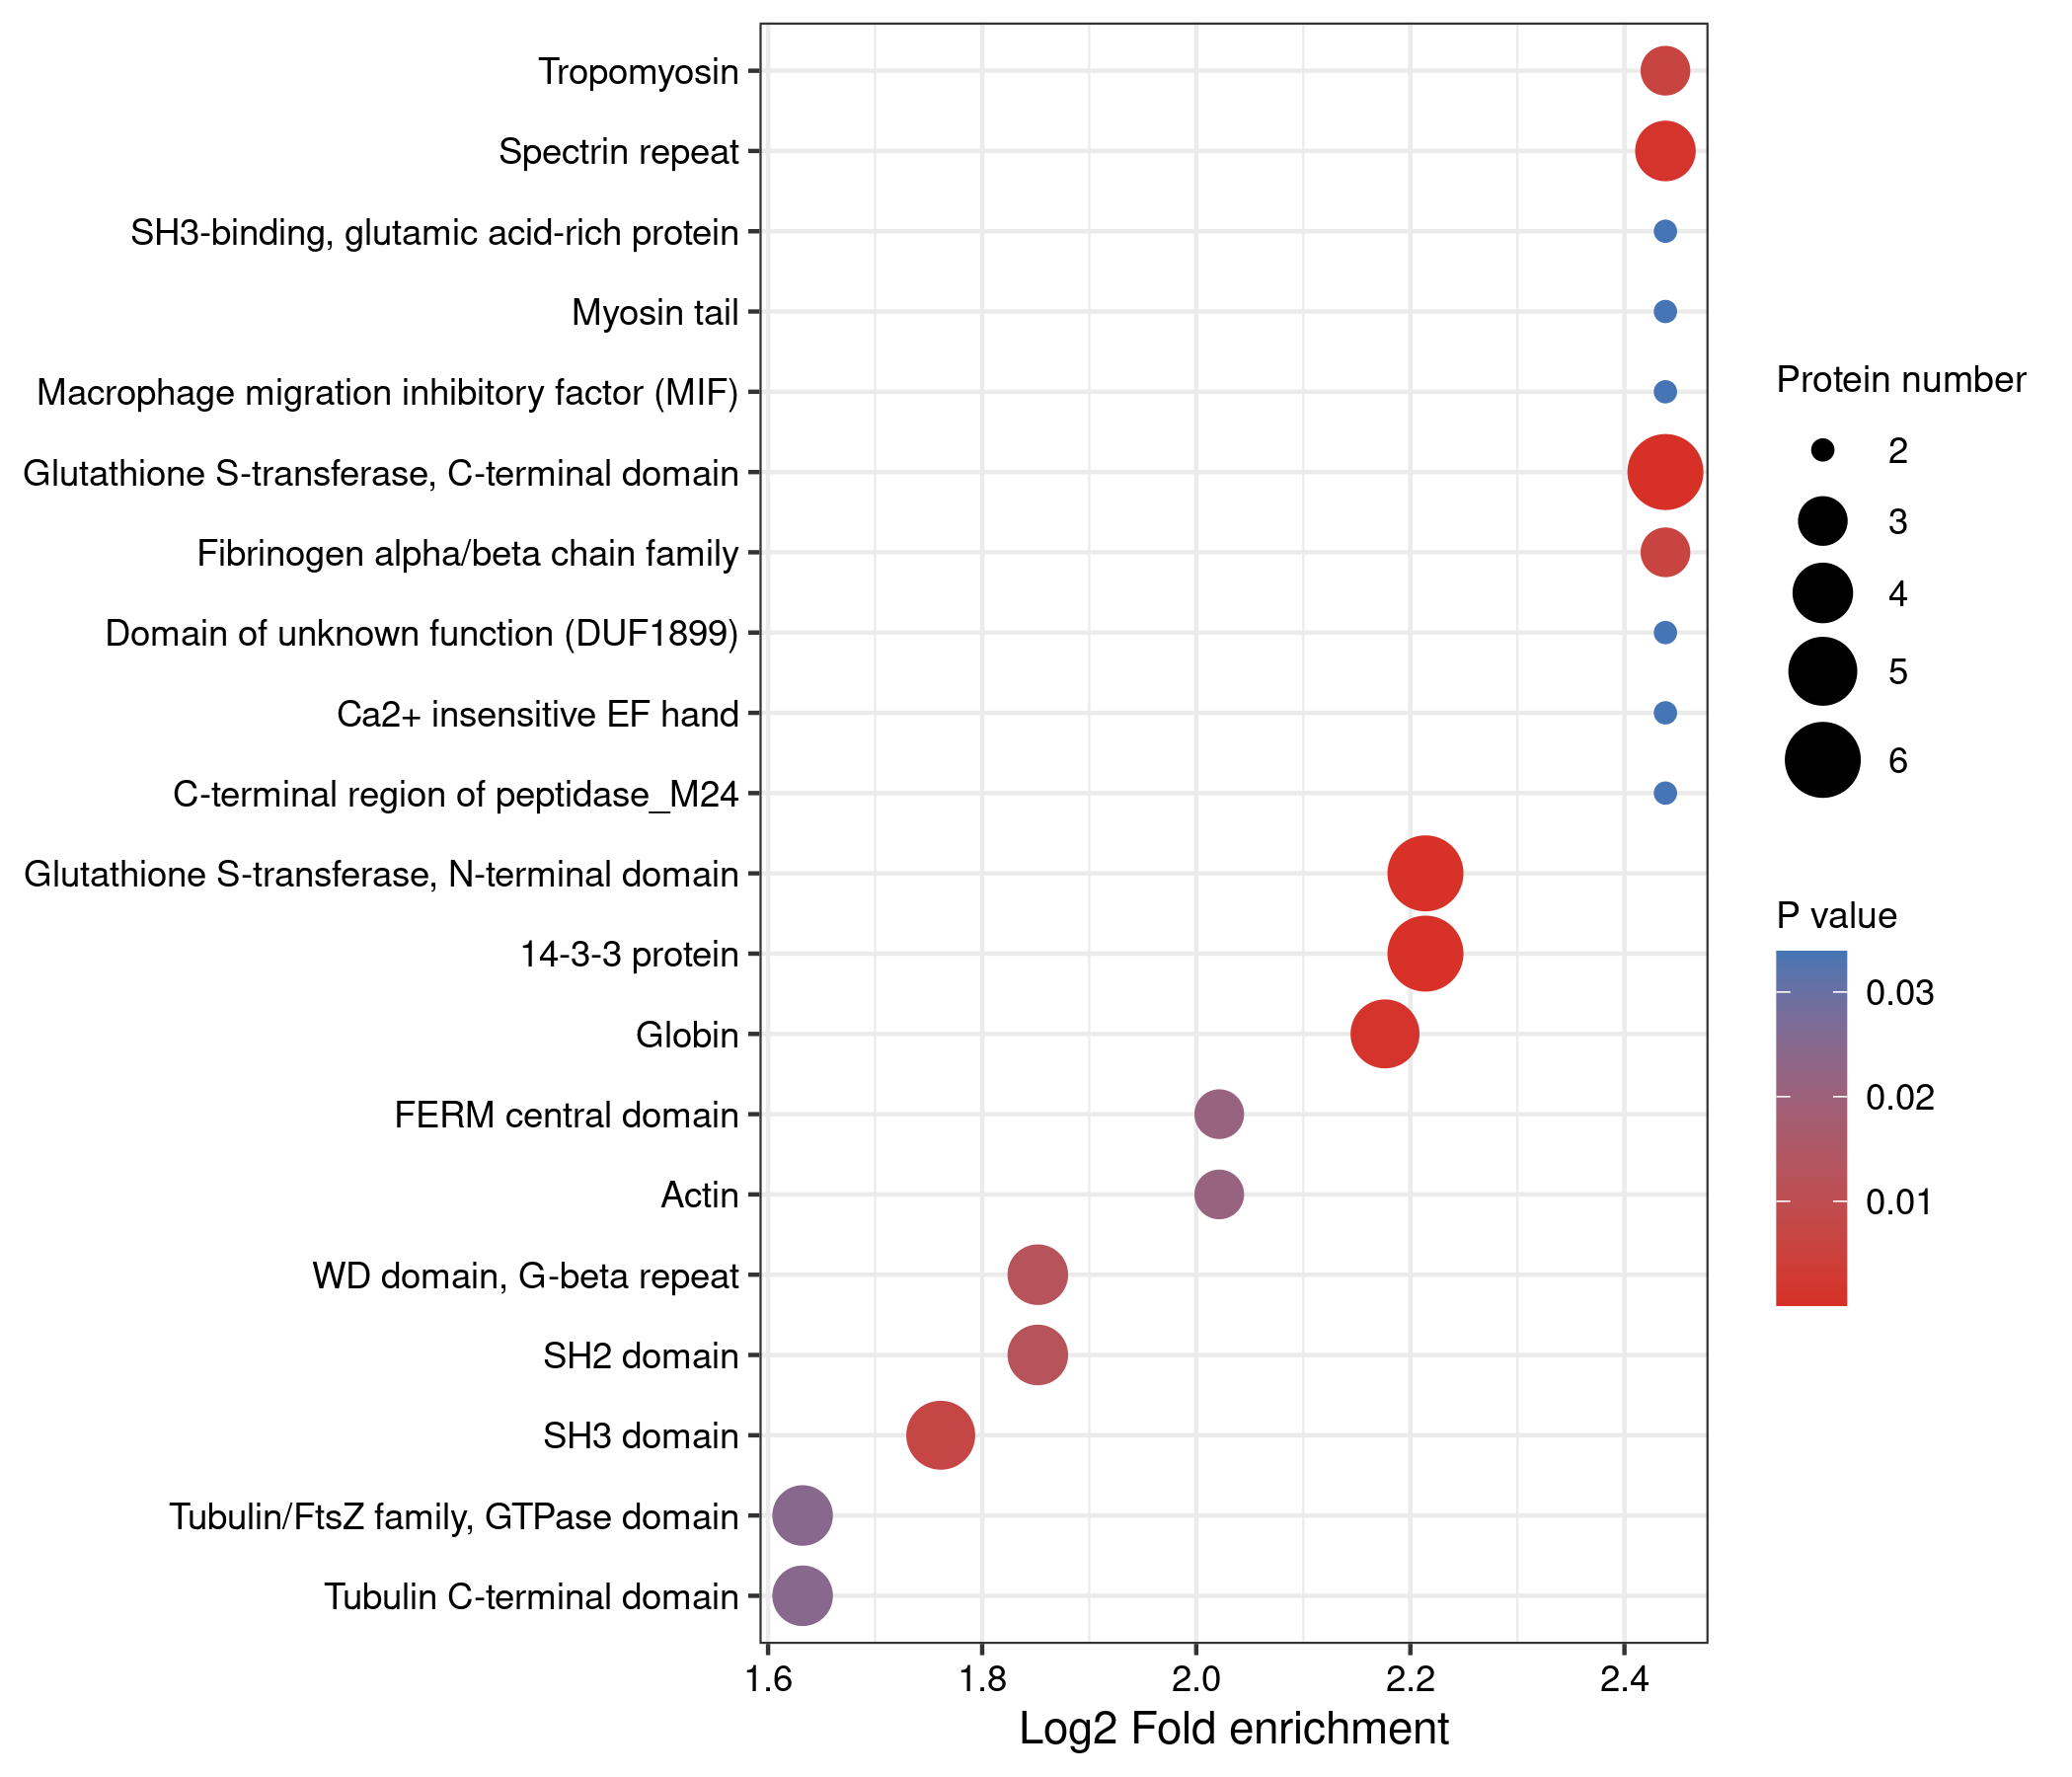 Tropomyosin
Spectrin repeat
SH3-binding, glutamic acid-rich protein
Myosin tail
Macrophage migration inhibitory factor (MIF)
Glutathione S-transferase, C-terminal domain
Fibrinogen alpha/beta chain family
Domain of unknown function (DUF1899)
Ca2+ insensitive EF hand
C-terminal region of peptidase_M24
Glutathione S-transferase, N-terminal domain
14-3-3 protein
Globin
FERM central domain
Actin
WD domain, G-beta repeat
SH2 domain
SH3 domain
Tubulin/FtsZ family, GTPase domain
Tubulin C-terminal domain
1.6 1.8 2.0 2.2 2.4
Log2 Fold enrichment
Protein number
2
3
4
5
6
P value
0.03
0.02
0.01